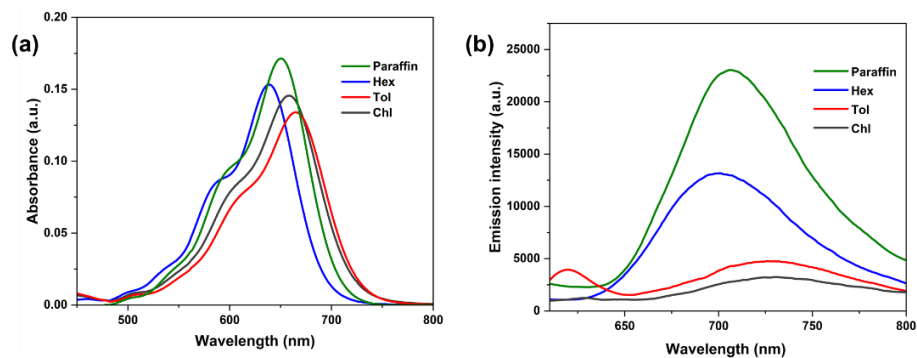 (a)
0.20
0.15
0.10
0.05
0.00
Absorbance (a.u.)
Paraffin
Hex
Tol
Chl
500
600
700
800
Wavelength (nm)
(b)
25000
20000
15000
10000
5000
0
Emission intensity (a.u.)
Paraffin
Hex
Tol
Chl
650
700
750
800
Wavelength (nm)